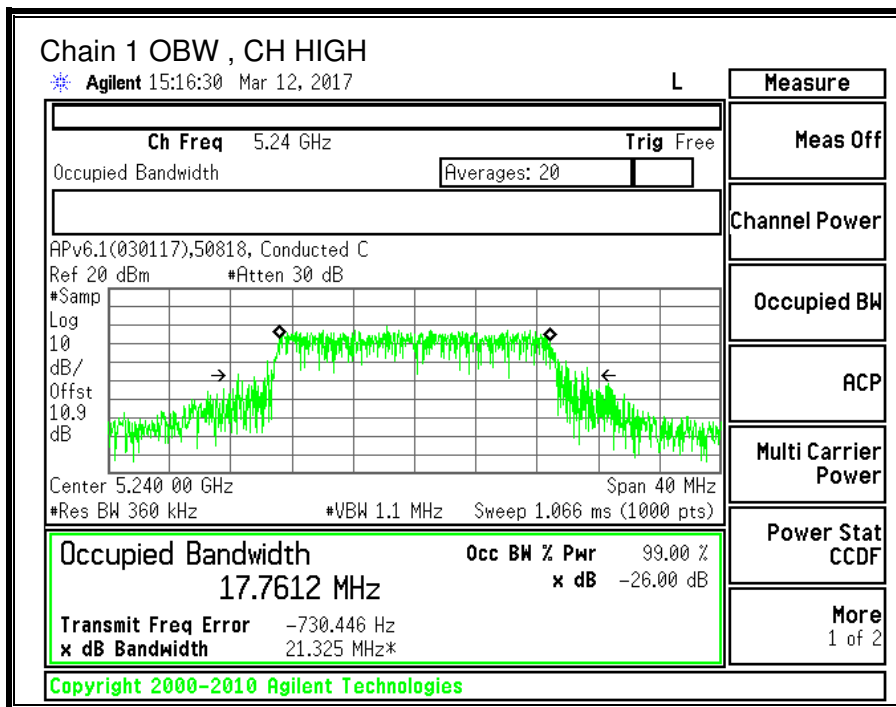 Chain 1 OBW , CH HIGH
Agilent 15:16:30 Mar 12, 2017 L
Measure
Ch Freq 5.24 GHz Trig Free
Occupied Bandwidth Averages: 20
APv6.1(030117),50818, Conducted C
Ref 20 dBm #Atten 30 dB
#Samp
Log
10
dB/
Offst
10.9
dB
Center 5.240 00 GHz Span 40 MHz
#Res BW 360 kHz #VBW 1.1 MHz Sweep 1.066 ms (1000 pts)
Occupied Bandwidth Occ BW % Pwr 99.00 %
17.7612 MHz x dB -26.00 dB
Transmit Freq Error -730.446 Hz
x dB Bandwidth 21.325 MHz*
Meas Off
Channel Power
Occupied BW
ACP
Multi Carrier
Power
Power Stat
CCDF
More
1 of 2
Copyright 2000-2010 Agilent Technologies